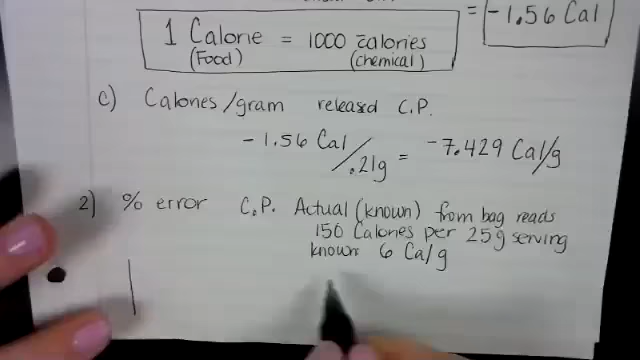 = -1.56 Cal
1 Calorie = 1000 calories
(Food) (chemical)
c) Calories/gram released C.P.
-1.56 Cal/.21g = -7.429 Cal/g
2) % error C.P. Actual (known) from bag reads
150 Calories per 25g serving
known 6 Cal/g